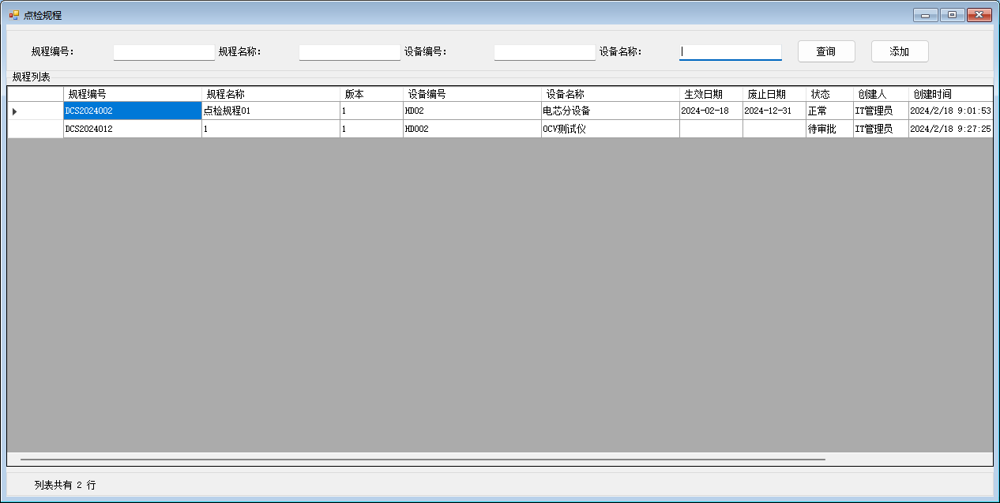 点检规程
规程编号： 规程名称： 设备编号： 设备名称： 查询 添加
规程列表
规程编号 规程名称 版本 设备编号 设备名称 生效日期 废止日期 状态 创建人 创建时间
DCS2024002 点检规程01 1 HD02 电芯分设备 2024-02-18 2024-12-31 正常 IT管理员 2024/2/18 9:01:53
DCS2024012 1 1 HD002 OCV测试仪 待审批 IT管理员 2024/2/18 9:27:25
列表共有 2 行